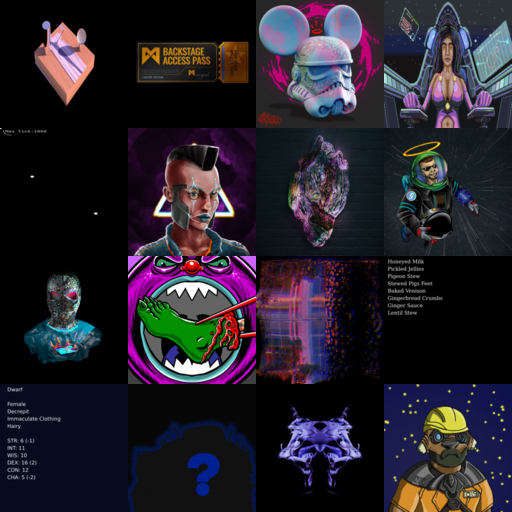 BACKSTAGE
ACCESS PASS
Honeyed Milk
Pickled Jellies
Pigeon Stew
Stewed Pigs Feet
Baked Venison
Gingerbread Crumbs
Ginger Sauce
Lentil Stew
Dwarf
Female
Decrepit
Immaculate Clothing
Hairy
STR: 6 (-1)
INT: 11
WIS: 10
DEX: 16 (2)
CON: 12
CHA: 5 (-2)
?